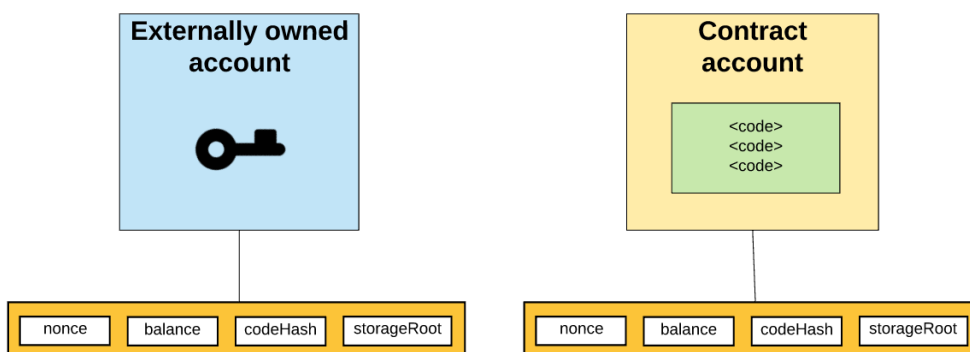 Externally owned
account
Contract
account
<code>
<code>
<code>
nonce
balance
codeHash
storageRoot
nonce
balance
codeHash
storageRoot